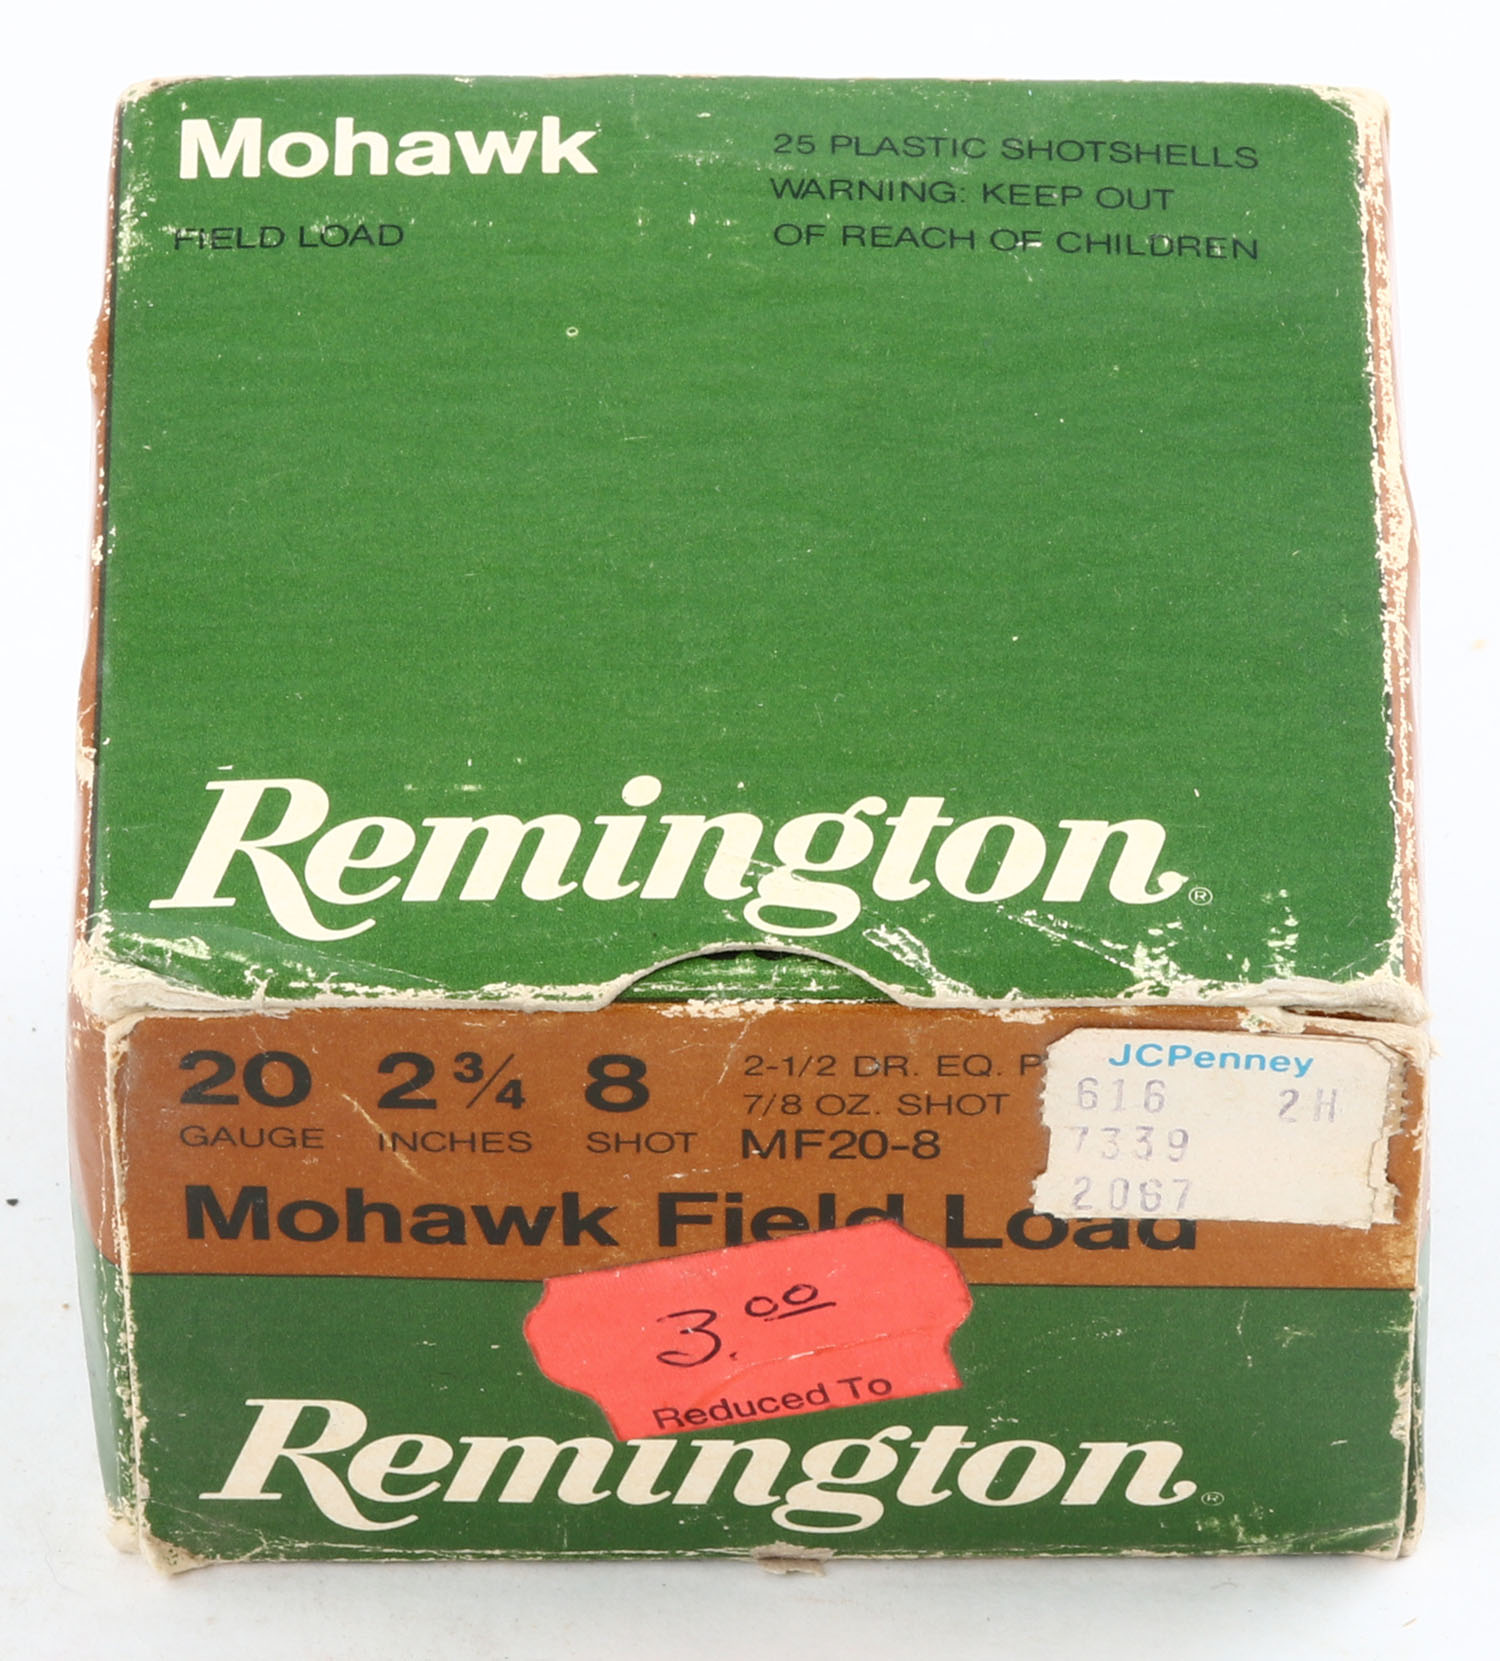 Mohawk
FIELD LOAD
25 PLASTIC SHOTSHELLS
WARNING: KEEP OUT
OF REACH OF CHILDREN
Remington®
20 2 3/4 8
GAUGE INCHES SHOT
2-1/2 DR. EQ. P
7/8 OZ. SHOT
MF20-8
Mohawk Field Load
JCPenney
616 2H
7339
2067
3.00
Reduced To
Remington®